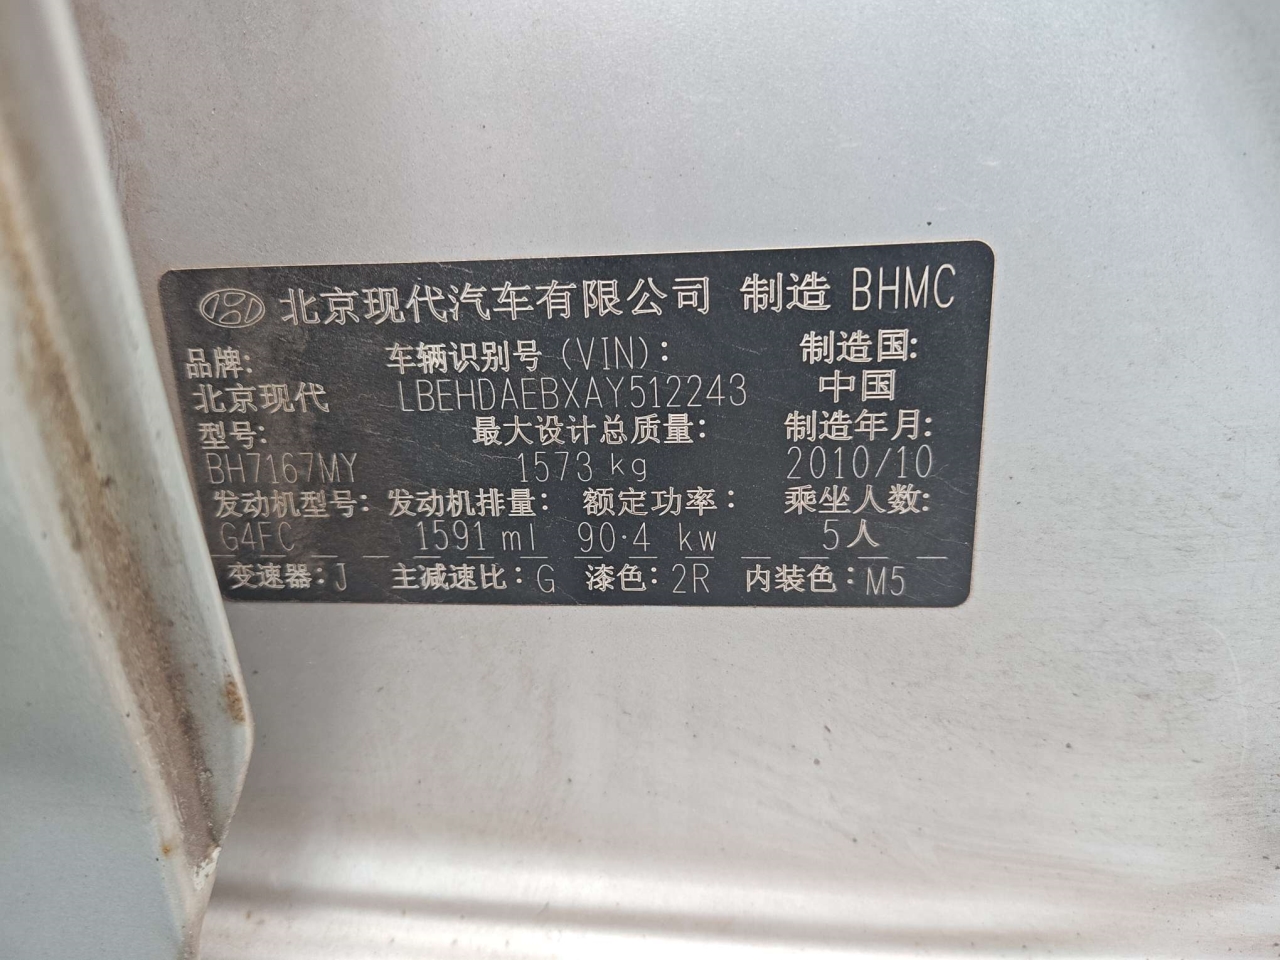 北京现代汽车有限公司 制造 BHMC
品牌: 车辆识别号 (VIN): 制造国:
北京现代 LBEHDAEBXAY512243 中国
型号: 最大设计总质量: 制造年月:
BH7167MY 1573 kg 2010/10
发动机型号: 发动机排量: 额定功率: 乘坐人数:
G4FC 1591 ml 90.4 kw 5人
变速器: J 主减速比: G 漆色: 2R 内装色: M5